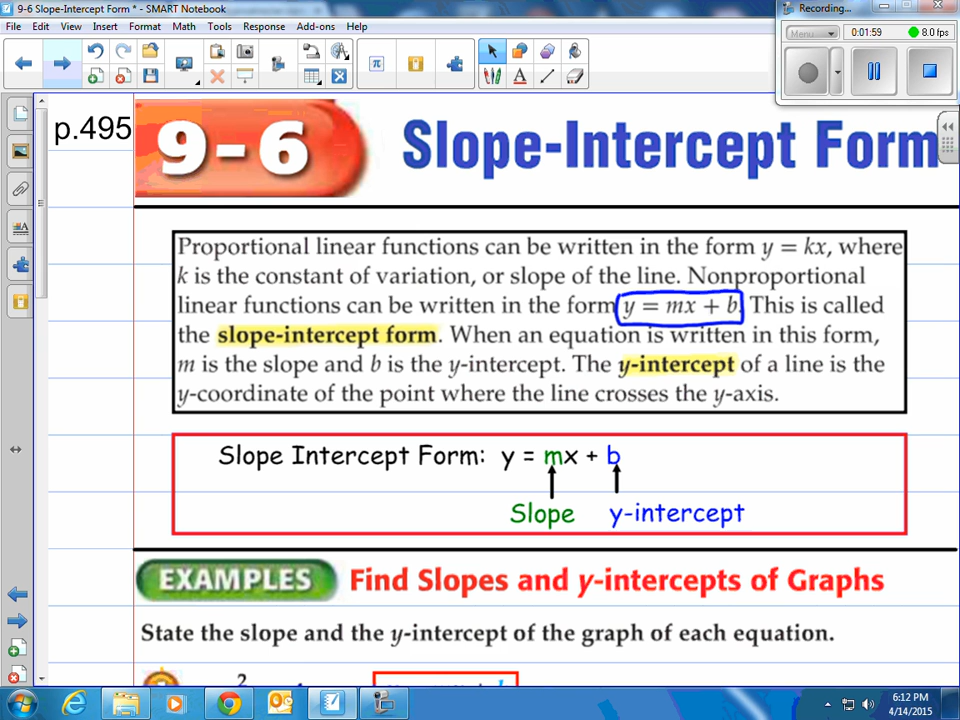 9-6 Slope-Intercept Form * - SMART Notebook
Recording...
File Edit View Insert Format Math Tools Response Add-ons Help
Menu
0:01:59
8.0 fps
p.495
9-6 Slope-Intercept Form
Proportional linear functions can be written in the form y = kx, where
k is the constant of variation, or slope of the line. Nonproportional
linear functions can be written in the form y = mx + b. This is called
the slope-intercept form. When an equation is written in this form,
m is the slope and b is the y-intercept. The y-intercept of a line is the
y-coordinate of the point where the line crosses the y-axis.
Slope Intercept Form: y = mx + b
Slope y-intercept
EXAMPLES Find Slopes and y-intercepts of Graphs
State the slope and the y-intercept of the graph of each equation.
6:12 PM
4/14/2015